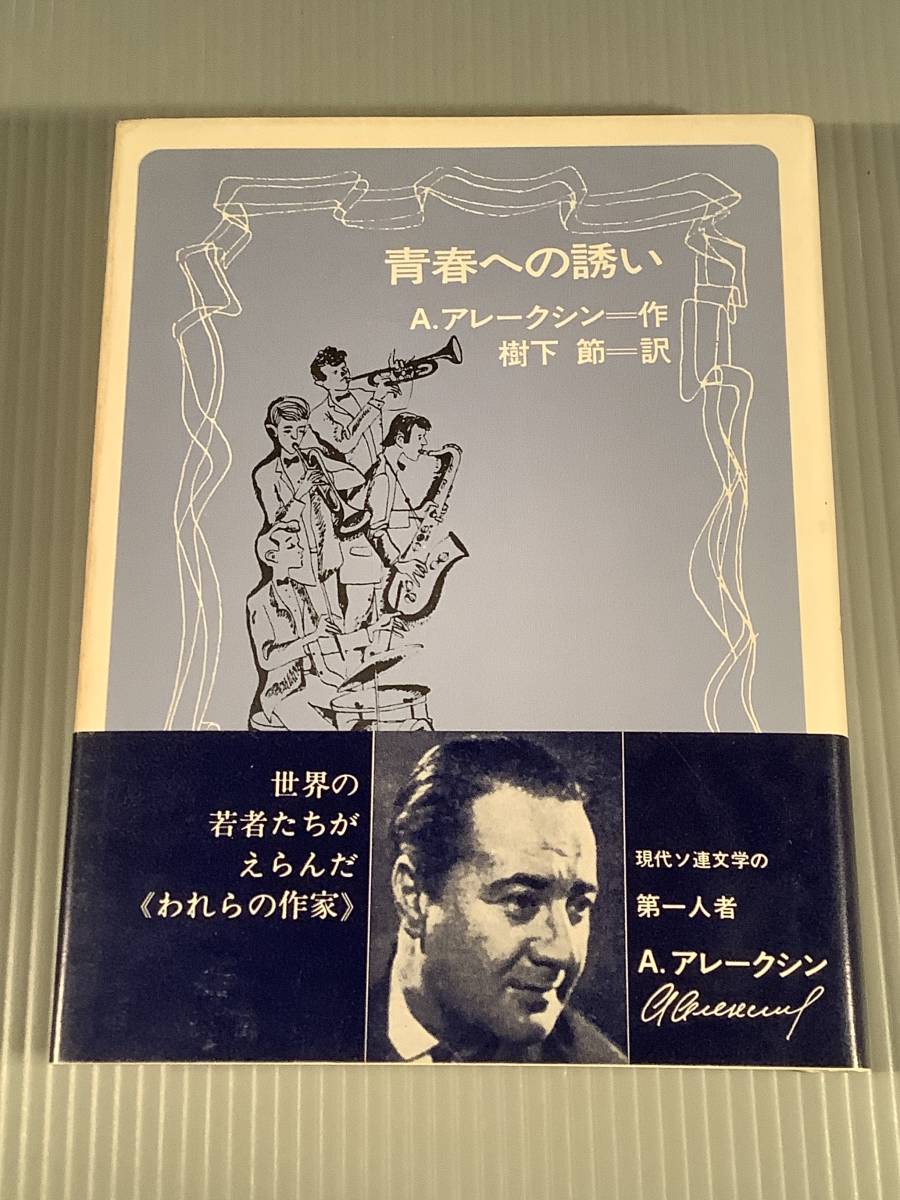 青春への誘い
A.アレークシン＝作
樹下 節＝訳
世界の
若者たちが
えらんだ
《われらの作家》
現代ソ連文学の
第一人者
A.アレークシン